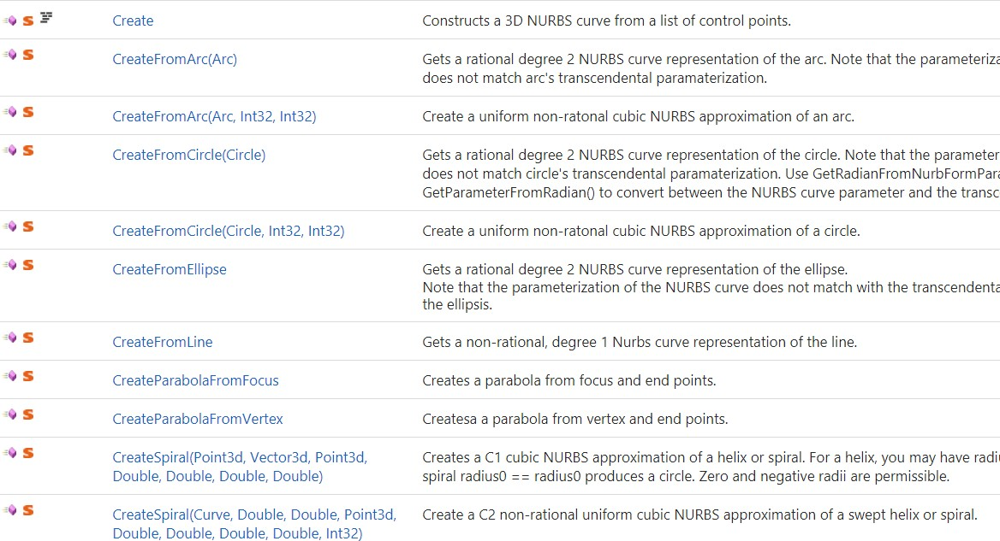 Create Constructs a 3D NURBS curve from a list of control points.
CreateFromArc(Arc) Gets a rational degree 2 NURBS curve representation of the arc. Note that the parameteriza
does not match arc's transcendental paramaterization.
CreateFromArc(Arc, Int32, Int32) Create a uniform non-ratonal cubic NURBS approximation of an arc.
CreateFromCircle(Circle) Gets a rational degree 2 NURBS curve representation of the circle. Note that the parameter
does not match circle's transcendental paramaterization. Use GetRadianFromNurbFormPara
GetParameterFromRadian() to convert between the NURBS curve parameter and the transc
CreateFromCircle(Circle, Int32, Int32) Create a uniform non-ratonal cubic NURBS approximation of a circle.
CreateFromEllipse Gets a rational degree 2 NURBS curve representation of the ellipse.
Note that the parameterization of the NURBS curve does not match with the transcendenta
the ellipsis.
CreateFromLine Gets a non-rational, degree 1 Nurbs curve representation of the line.
CreateParabolaFromFocus Creates a parabola from focus and end points.
CreateParabolaFromVertex Createsa a parabola from vertex and end points.
CreateSpiral(Point3d, Vector3d, Point3d, Creates a C1 cubic NURBS approximation of a helix or spiral. For a helix, you may have radiu
Double, Double, Double, Double) spiral radius0 == radius0 produces a circle. Zero and negative radii are permissible.
CreateSpiral(Curve, Double, Double, Point3d, Create a C2 non-rational uniform cubic NURBS approximation of a swept helix or spiral.
Double, Double, Double, Double, Int32)